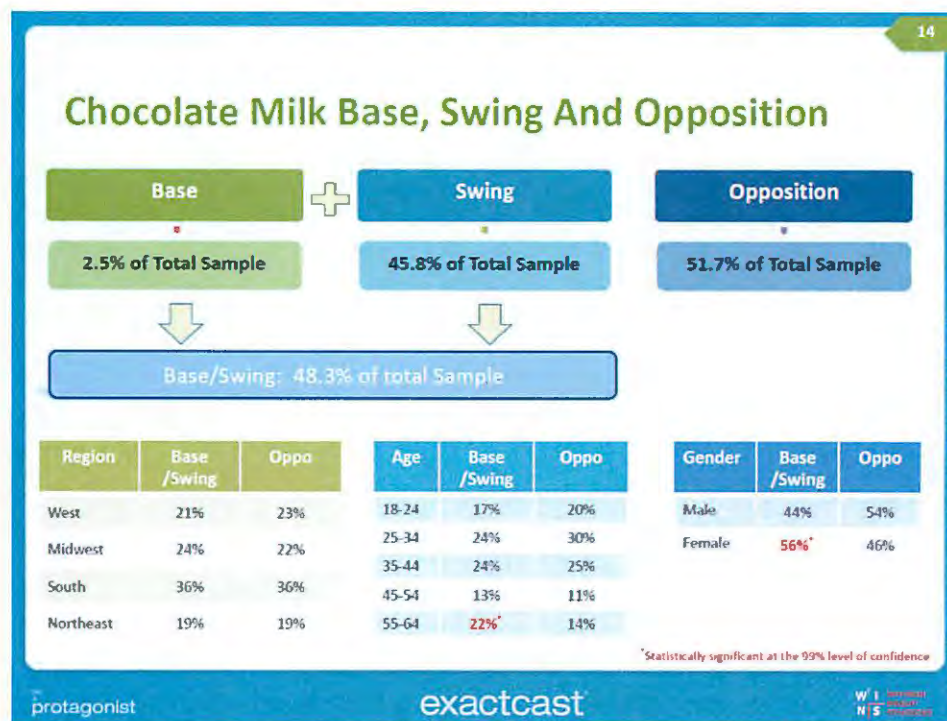 14
Chocolate Milk Base, Swing And Opposition
Base
Swing
Opposition
2.5% of Total Sample
45.8% of Total Sample
51.7% of Total Sample
Base/Swing: 48.3% of total Sample
Region Base /Swing Oppo
West 21% 23%
Midwest 24% 22%
South 36% 36%
Northeast 19% 19%
Age Base /Swing Oppo
18-24 17% 20%
25-34 24% 30%
35-44 24% 25%
45-54 13% 11%
55-64 22%* 14%
Gender Base /Swing Oppo
Male 44% 54%
Female 56%* 46%
*Statistically significant at the 99% level of confidence
protagonist
exactcast
W I
N S